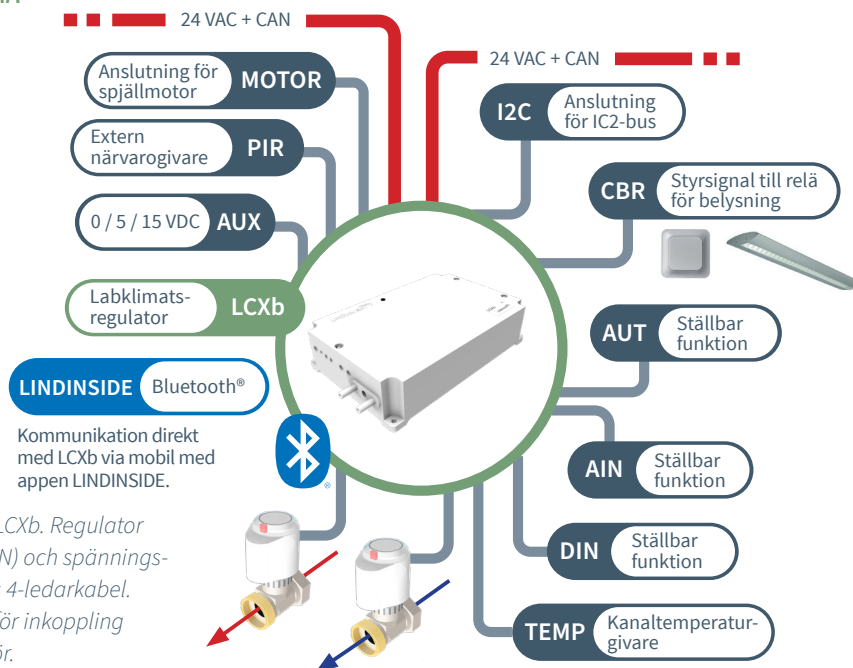 24 VAC + CAN
24 VAC + CAN
Anslutning för
spjällmotor
MOTOR
I2C
Anslutning
för IC2-bus
Extern
närvarogivare
PIR
CBR
Styrsignal till relä
för belysning
0 / 5 / 15 VDC
AUX
Labklimats-
regulator
LCXb
AUT
Ställbar
funktion
LINDINSIDE
Bluetooth®
Kommunikation direkt
med LCXb via mobil med
appen LINDINSIDE.
AIN
Ställbar
funktion
LCXb. Regulator
N) och spännings-
4-ledarkabel.
för inkoppling
DIN
Ställbar
funktion
TEMP
Kanaltemperatur-
givare